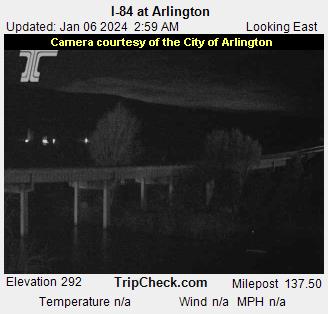 I-84 at Arlington
Updated: Jan 06 2024 2:59 AM Looking East
Camera courtesy of the City of Arlington
Elevation 292 TripCheck.com Milepost 137.50
Temperature n/a Wind n/a MPH n/a